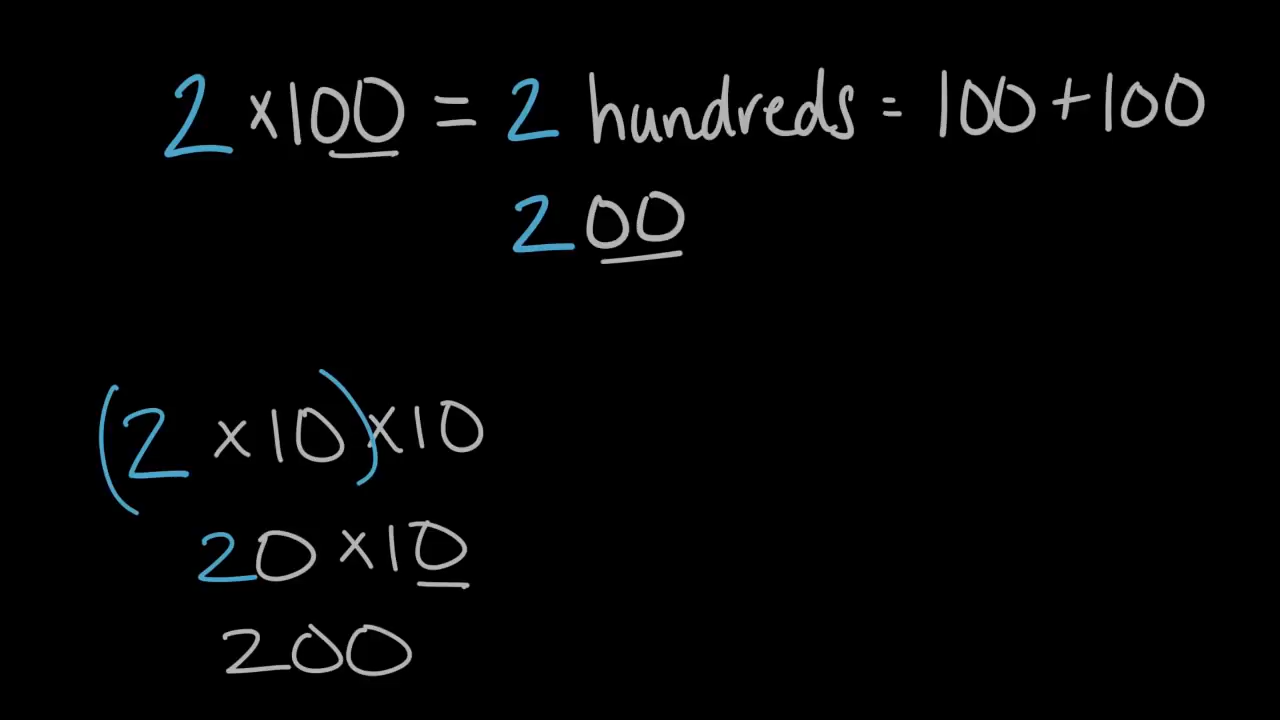 2 ×100 = 2 hundreds = 100+100
200
(2 ×10)×10
20×10
200